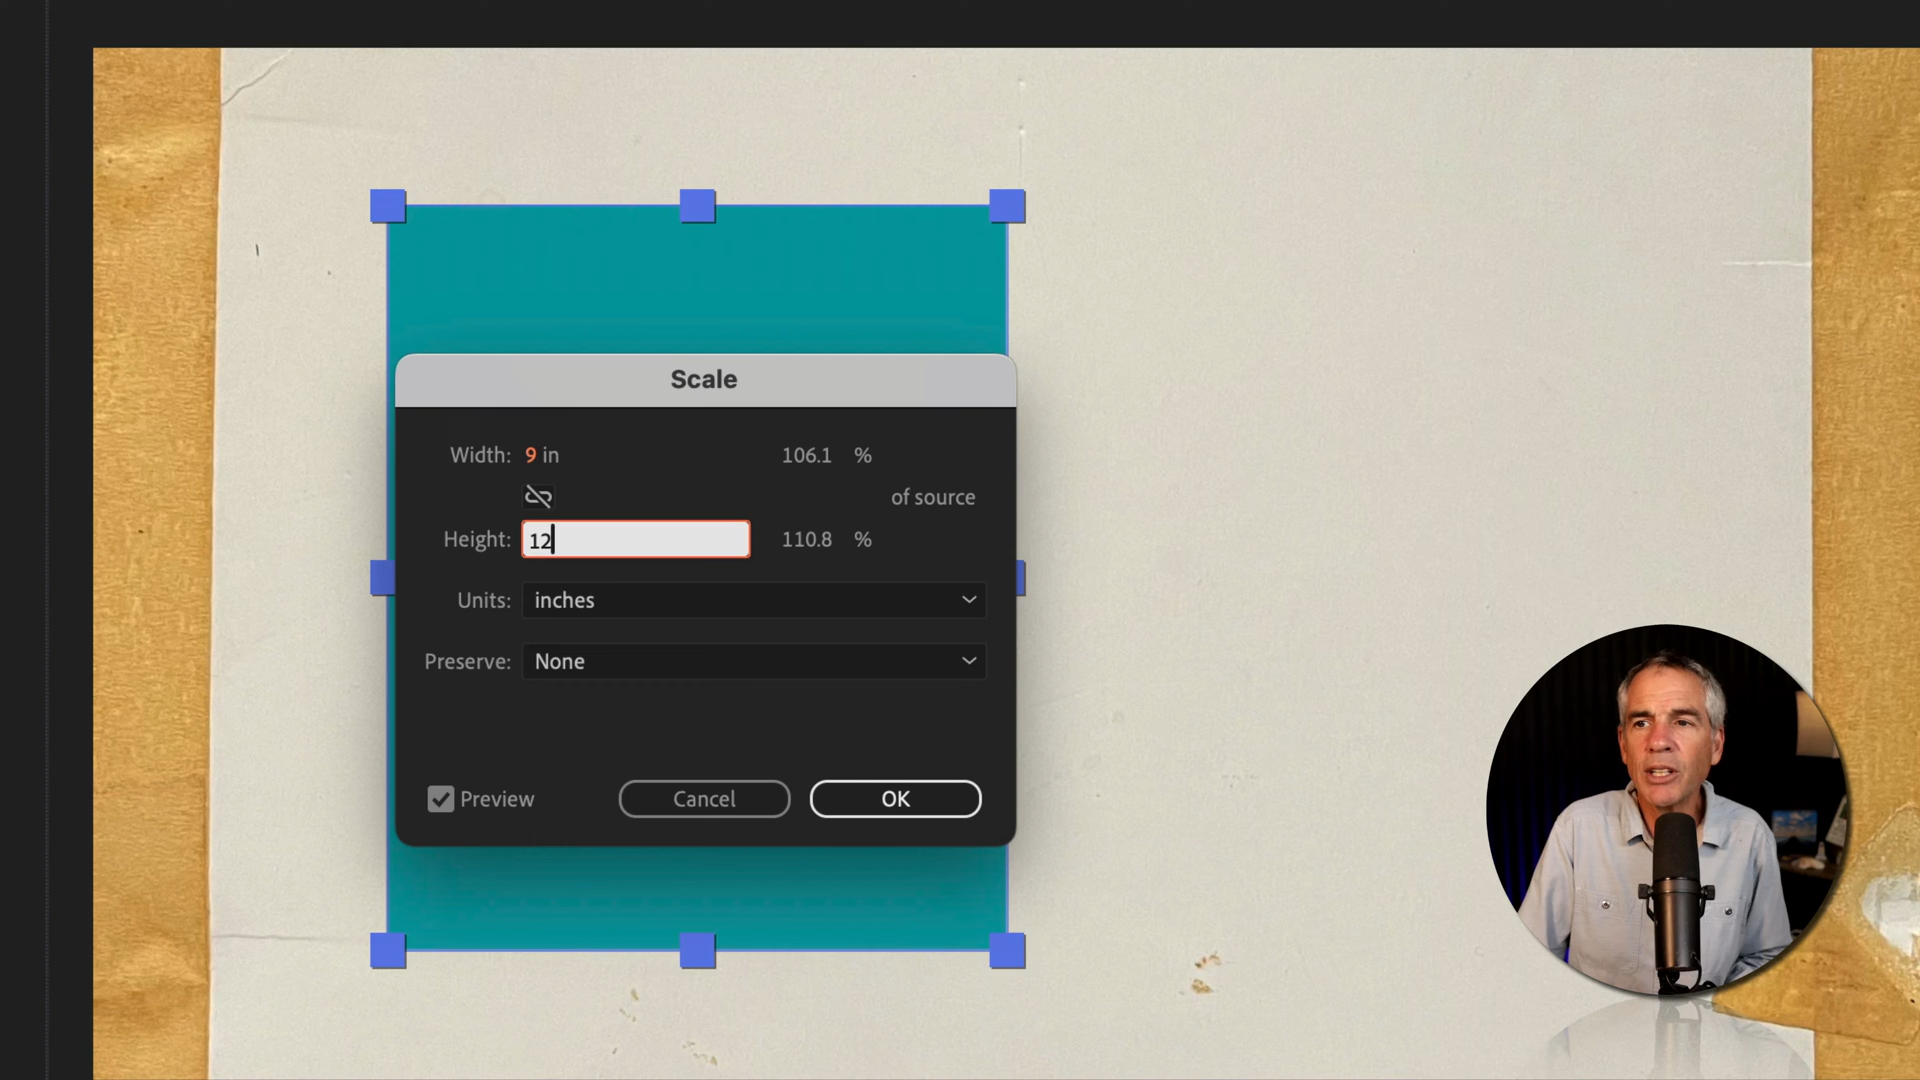 Scale
Width: 9 in 106.1 %
of source
Height: 12 110.8 %
Units: inches
Preserve: None
Preview Cancel OK